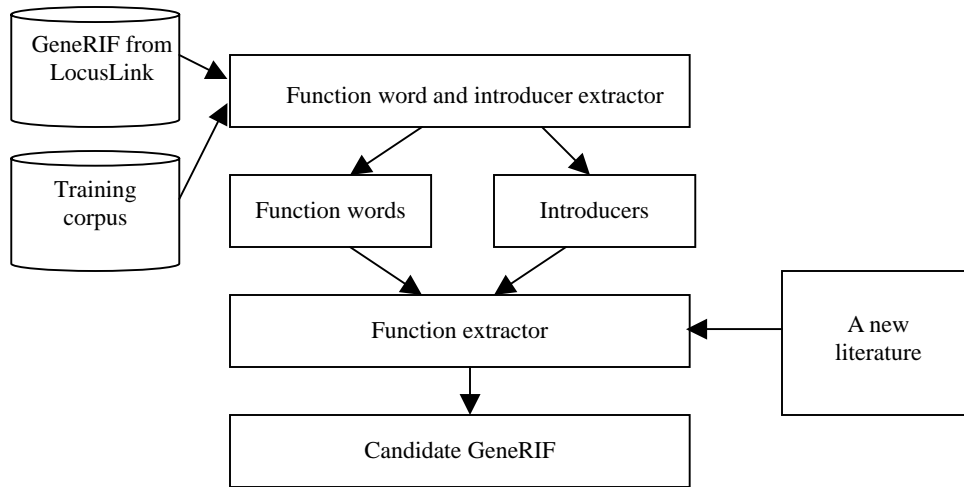 GeneRIF from
LocusLink
Function word and introducer extractor
Training
corpus
Function words
Introducers
Function extractor
A new
literature
Candidate GeneRIF